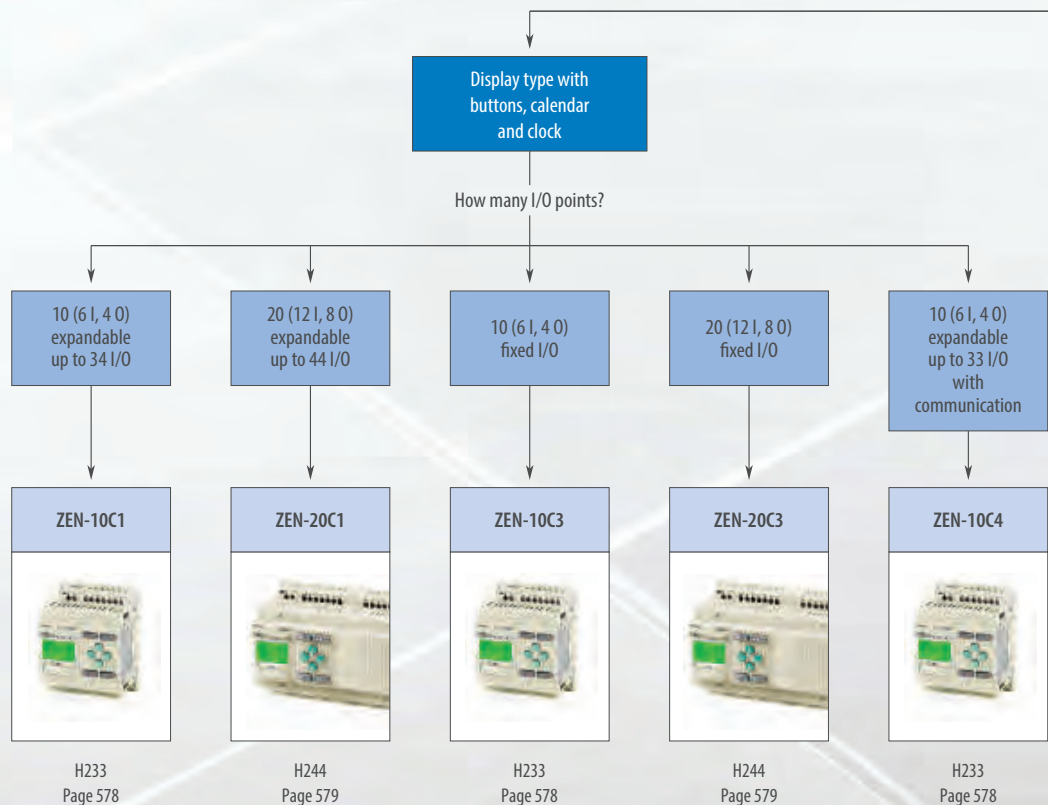 Display type with
buttons, calendar
and clock
How many I/O points?
10 (6 I, 4 O)
expandable
up to 34 I/O
20 (12 I, 8 O)
expandable
up to 44 I/O
10 (6 I, 4 O)
fixed I/O
20 (12 I, 8 O)
fixed I/O
10 (6 I, 4 O)
expandable
up to 33 I/O
with
communication
ZEN-10C1
ZEN-20C1
ZEN-10C3
ZEN-20C3
ZEN-10C4
H233
Page 578
H244
Page 579
H233
Page 578
H244
Page 579
H233
Page 578